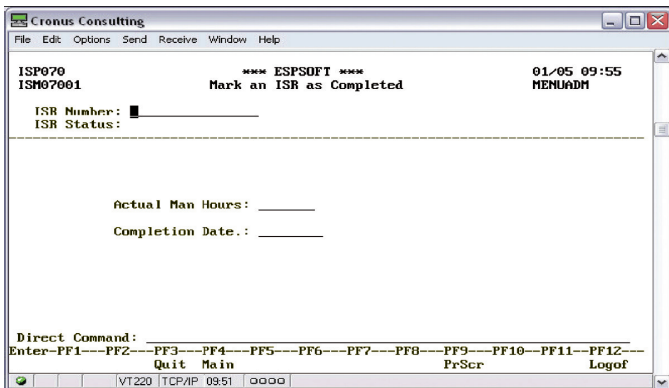 Cronus Consulting
File Edit Options Send Receive Window Help
ISP070 *** ESPSOFT *** 01/05 09:55
ISM07001 Mark an ISR as Completed MENUADM
ISR Number:
ISR Status:
Actual Man Hours:
Completion Date.:
Direct Command:
Enter-PF1---PF2---PF3---PF4---PF5---PF6---PF7---PF8---PF9---PF10--PF11--PF12---
Quit Main PrScr Logof
VT220 TCP/IP 09:51 0000